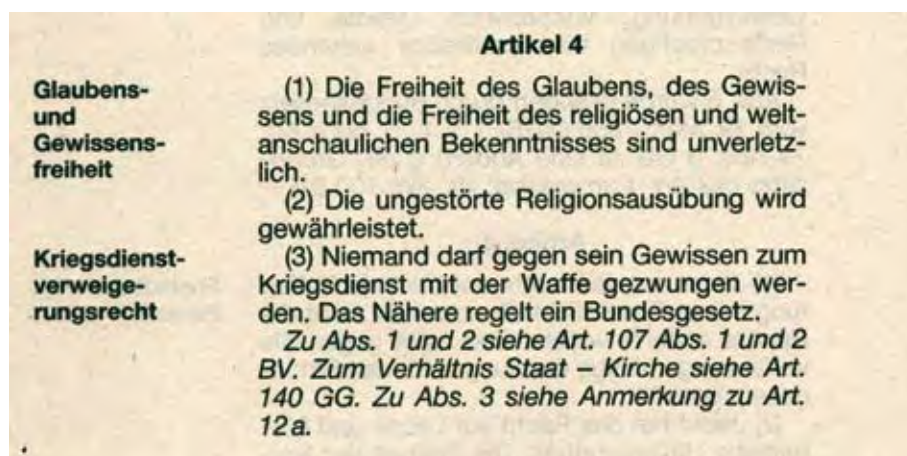 Artikel 4
Glaubens-
und
Gewissens-
freiheit
(1) Die Freiheit des Glaubens, des Gewis-
sens und die Freiheit des religiösen und welt-
anschaulichen Bekenntnisses sind unverletz-
lich.
(2) Die ungestörte Religionsausübung wird
gewährleistet.
Kriegsdienst-
verweige-
rungsrecht
(3) Niemand darf gegen sein Gewissen zum
Kriegsdienst mit der Waffe gezwungen wer-
den. Das Nähere regelt ein Bundesgesetz.
Zu Abs. 1 und 2 siehe Art. 107 Abs. 1 und 2
BV. Zum Verhältnis Staat – Kirche siehe Art.
140 GG. Zu Abs. 3 siehe Anmerkung zu Art.
12a.